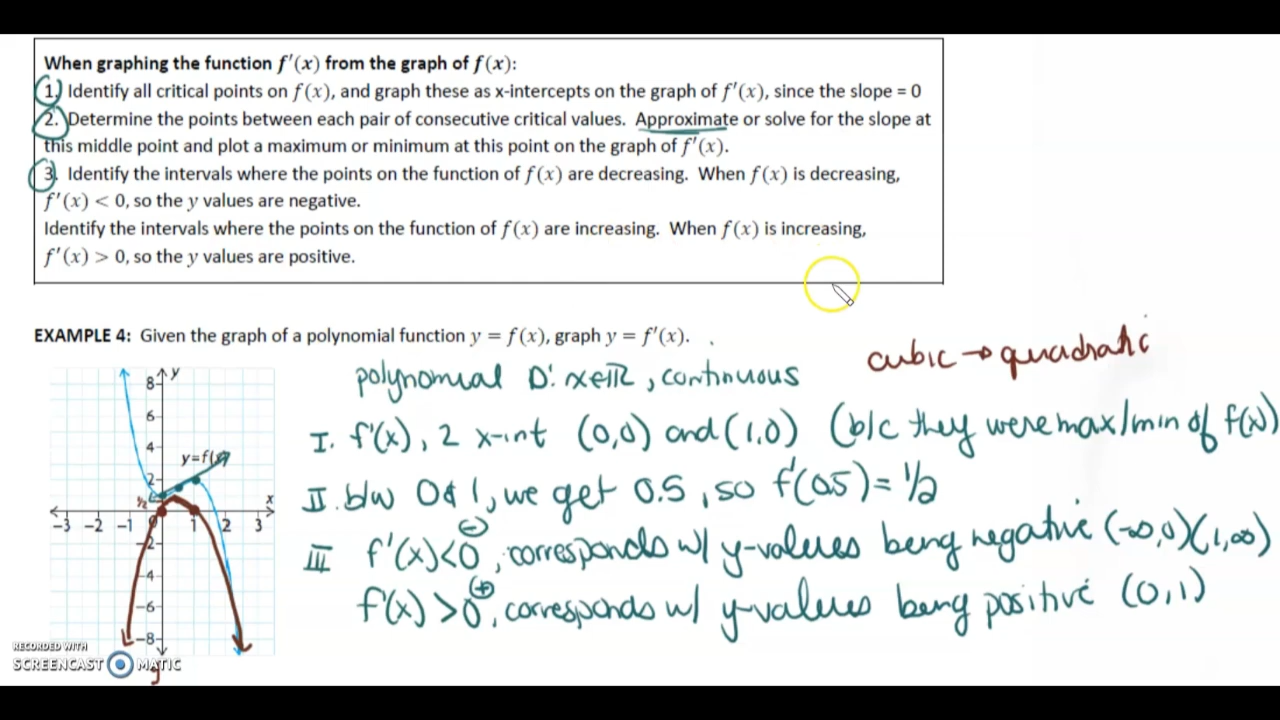 When graphing the function f'(x) from the graph of f(x):
1. Identify all critical points on f(x), and graph these as x-intercepts on the graph of f'(x), since the slope = 0
2. Determine the points between each pair of consecutive critical values. Approximate or solve for the slope at
this middle point and plot a maximum or minimum at this point on the graph of f'(x).
3. Identify the intervals where the points on the function of f(x) are decreasing. When f(x) is decreasing,
f'(x) < 0, so the y values are negative.
Identify the intervals where the points on the function of f(x) are increasing. When f(x) is increasing,
f'(x) > 0, so the y values are positive.
EXAMPLE 4: Given the graph of a polynomial function y = f(x), graph y = f'(x).
cubic → quadratic
polynomial D: x∈ℝ, continuous
I. f'(x), 2 x-int (0,0) and (1,0) (b/c they were max/min of f(x)
II. b/w 0 & 1, we get 0.5, so f'(0.5) = 1/2
III f'(x) < 0 ⊖, corresponds w/ y-values being negative (-∞,0)(1,∞)
f'(x) > 0 ⊕, corresponds w/ y-values being positive (0,1)
8 y
6
4
y=f(x)
2
½
x
-3 -2 -1 0 1 2 3
-2
-4
-6
-8
RECORDED WITH
SCREENCAST MATIC